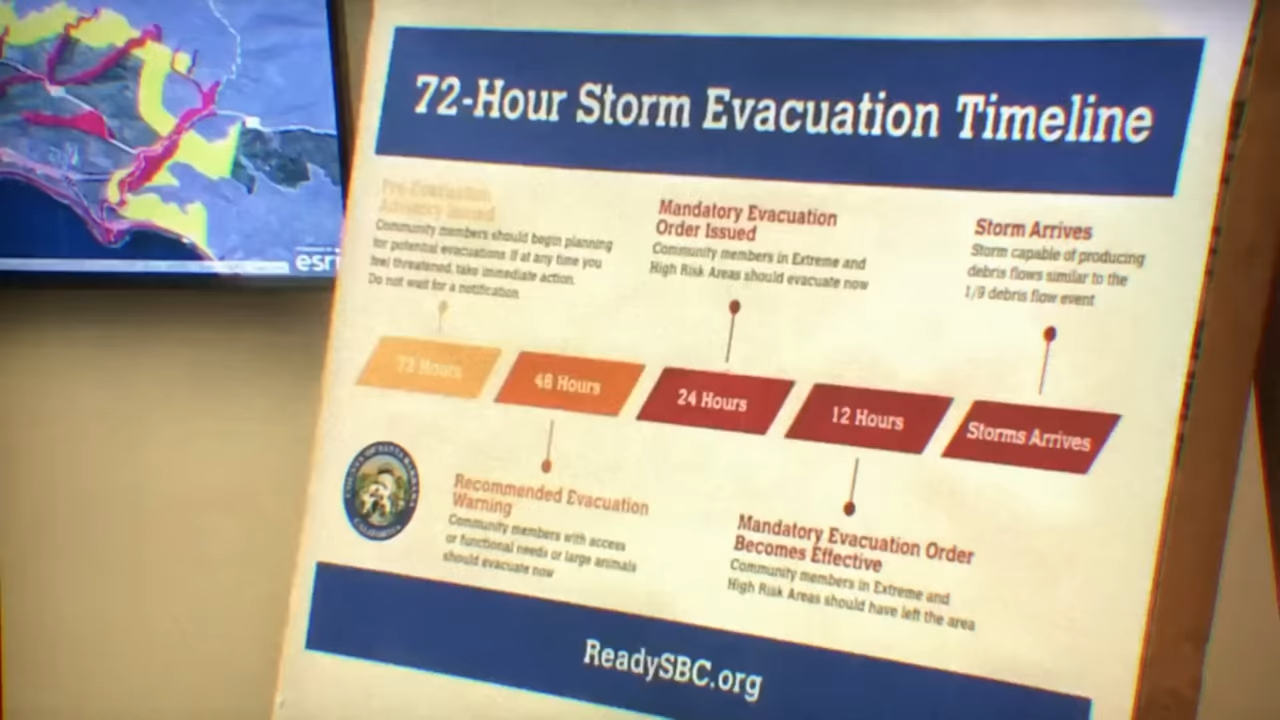 72-Hour Storm Evacuation Timeline
Pre-Evacuation
Advisory Issued
Community members should begin planning
for potential evacuations. If at any time you
feel threatened, take immediate action.
Do not wait for a notification.
Mandatory Evacuation
Order Issued
Community members in Extreme and
High Risk Areas should evacuate now
Storm Arrives
Storm capable of producing
debris flows similar to the
1/9 debris flow event
72 Hours
48 Hours
24 Hours
12 Hours
Storms Arrives
Recommended Evacuation
Warning
Community members with access
or functional needs or large animals
should evacuate now
Mandatory Evacuation Order
Becomes Effective
Community members in Extreme and
High Risk Areas should have left the area
ReadySBC.org
esri
CALIFORNIA